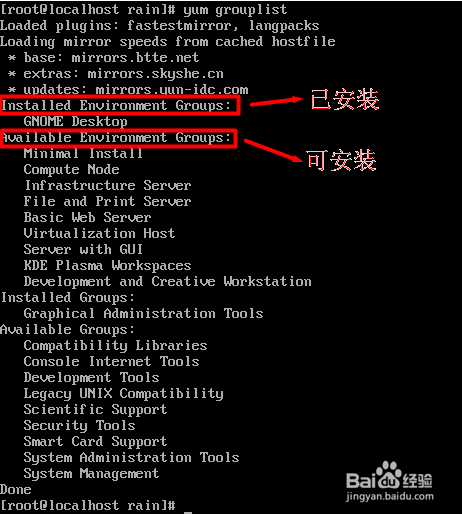 [root@localhost rain]# yum grouplist
Loaded plugins: fastestmirror, langpacks
Loading mirror speeds from cached hostfile
 * base: mirrors.btte.net
 * extras: mirrors.skyshe.cn
 * updates: mirrors.yun-idc.com
Installed Environment Groups:
已安装
   GNOME Desktop
Available Environment Groups:
可安装
   Minimal Install
   Compute Node
   Infrastructure Server
   File and Print Server
   Basic Web Server
   Virtualization Host
   Server with GUI
   KDE Plasma Workspaces
   Development and Creative Workstation
Installed Groups:
   Graphical Administration Tools
Available Groups:
   Compatibility Libraries
   Console Internet Tools
   Development Tools
   Legacy UNIX Compatibility
   Scientific Support
   Security Tools
   Smart Card Support
   System Administration Tools
   System Management
Done
[root@localhost rain]#
Bai du 经验
jingyan.baidu.com